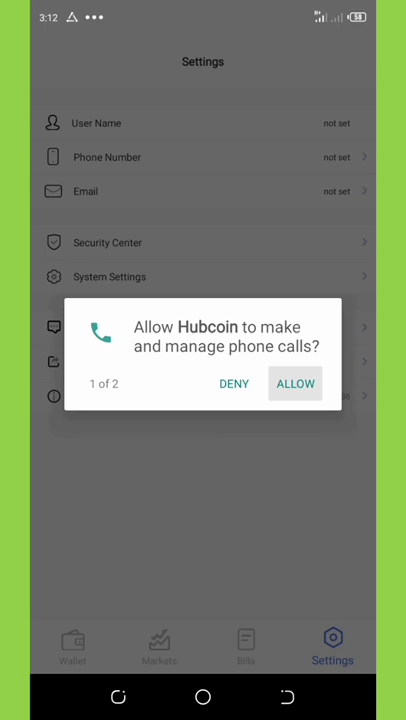 3:12
58
Settings
User Name not set
Phone Number not set
Email not set
Security Center
System Settings
Allow Hubcoin to make
and manage phone calls?
1 of 2 DENY ALLOW
Wallet Markets Bills Settings